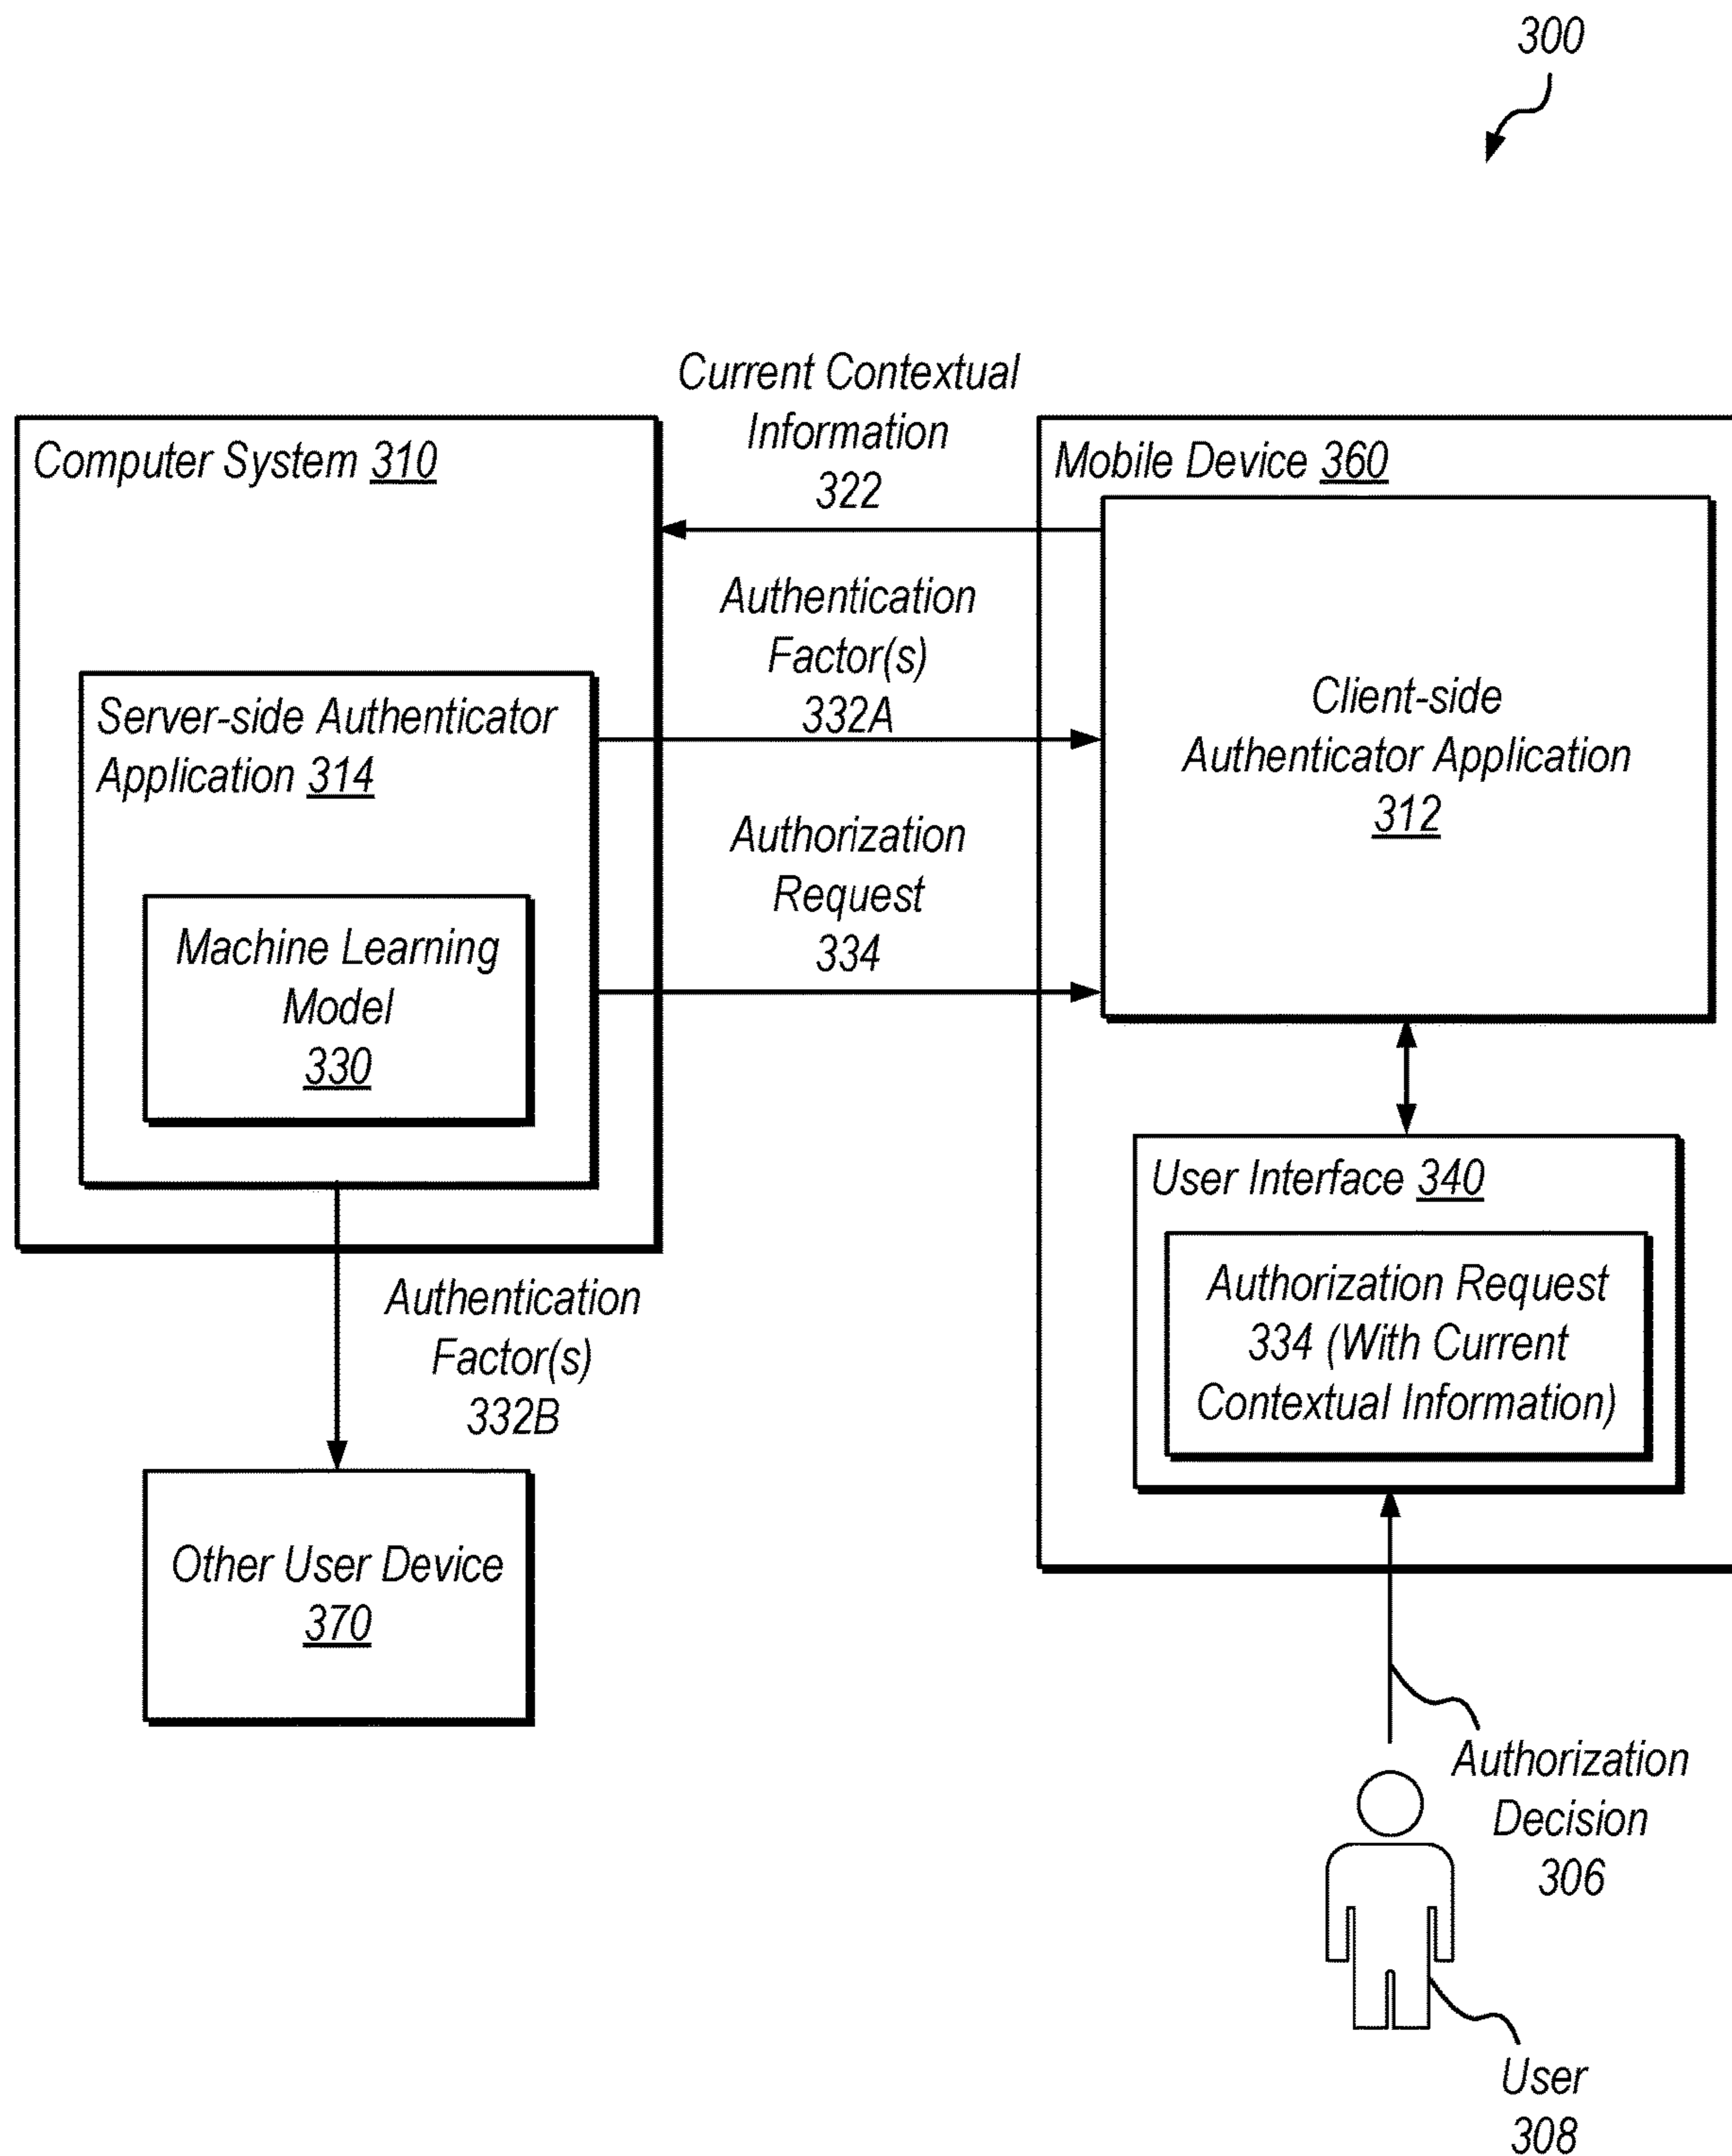 300
Current Contextual
Information
322
Computer System 310
Mobile Device 360
Authentication
Factor(s)
332A
Server-side Authenticator
Application 314
Client-side
Authenticator Application
312
Authorization
Request
334
Machine Learning
Model
330
User Interface 340
Authorization Request
334 (With Current
Contextual Information)
Authentication
Factor(s)
332B
Other User Device
370
Authorization
Decision
306
User
308